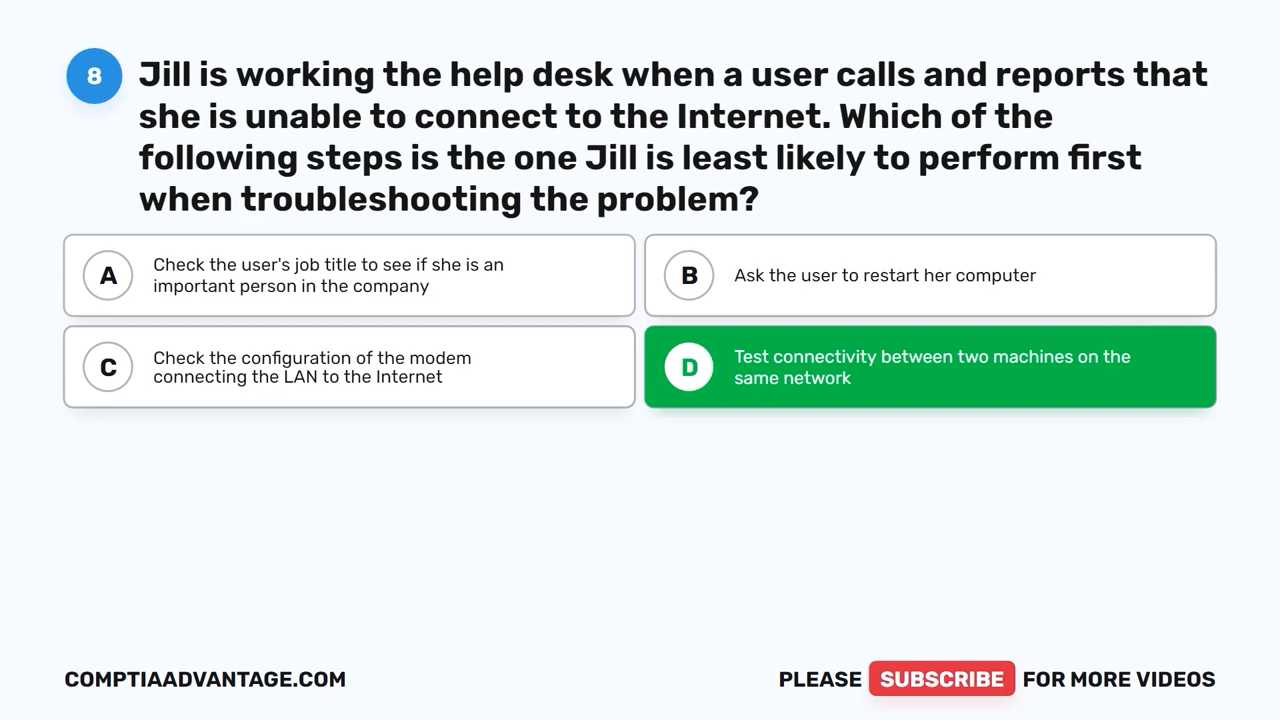 8
Jill is working the help desk when a user calls and reports that
she is unable to connect to the Internet. Which of the
following steps is the one Jill is least likely to perform first
when troubleshooting the problem?
A
Check the user's job title to see if she is an
important person in the company
B
Ask the user to restart her computer
C
Check the configuration of the modem
connecting the LAN to the Internet
D
Test connectivity between two machines on the
same network
COMPTIAADVANTAGE.COM
PLEASE SUBSCRIBE FOR MORE VIDEOS